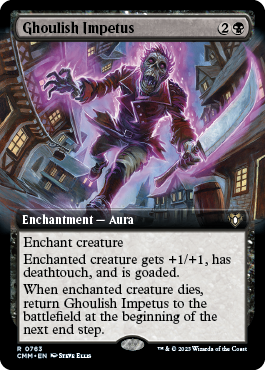 Ghoulish Impetus 2
Enchantment — Aura
Enchant creature
Enchanted creature gets +1/+1, has
deathtouch, and is goaded.
When enchanted creature dies,
return Ghoulish Impetus to the
battlefield at the beginning of the
next end step.
R 0763
CMM • EN Steve Ellis
™ & © 2023 Wizards of the Coast